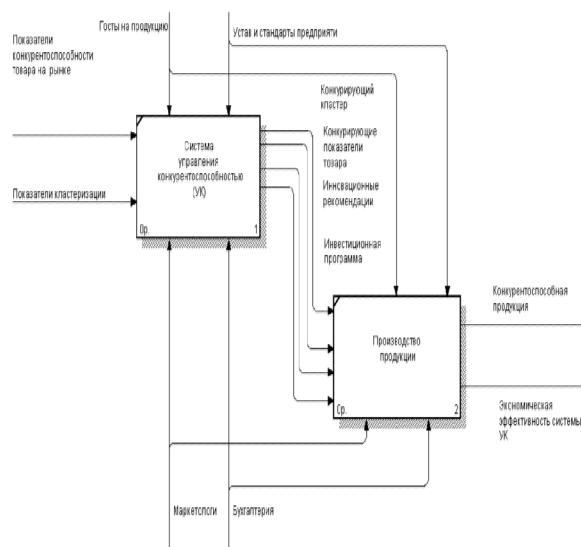 Госты на продукцию
Устав и стандарты предприяти
Показатели
конкурентоспособности
товара на рынке
Конкурирующий
кластер
Конкурирующие
показатели
товара
Система
управления
конкурентоспособностью
(УК)
Инновационные
рекомендации
Показатели кластеризации
0р.
1
Инвестиционная
программа
Конкурентоспособная
продукция
Производство
продукции
0р.
2
Экономическая
эффективность системы
УК
Маркетологи
Бухгалтерия